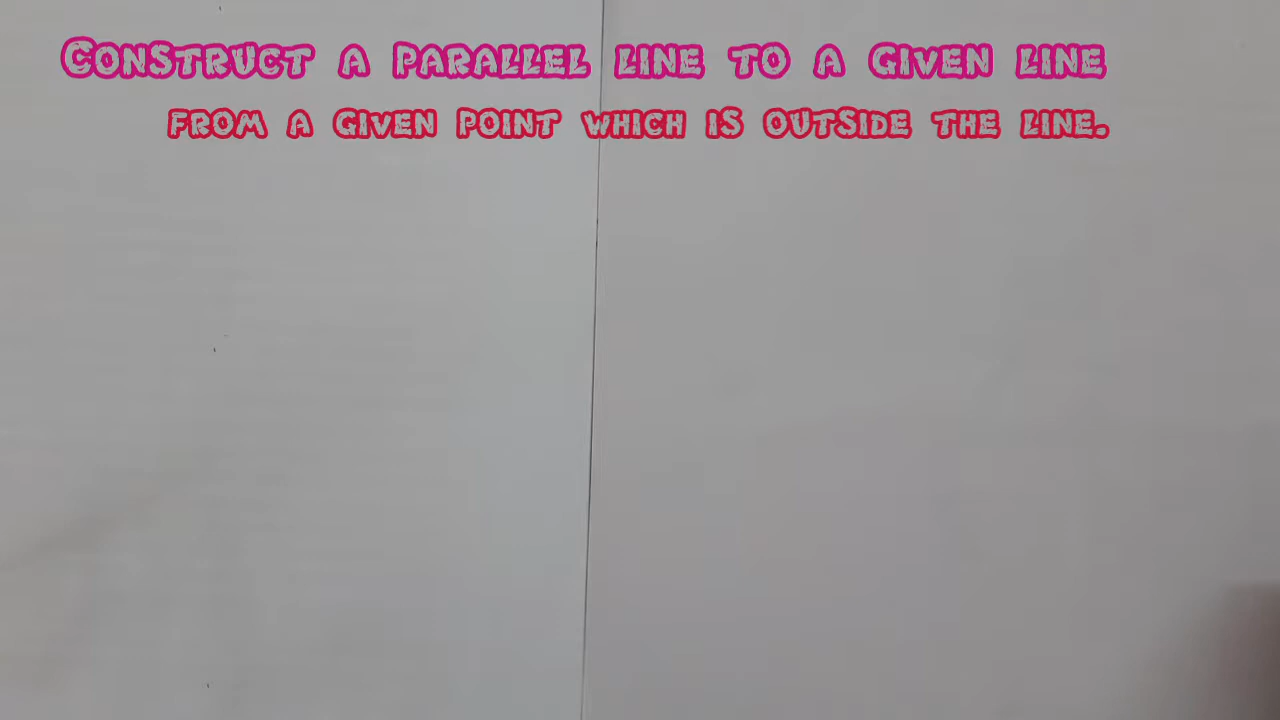 Construct a parallel line to a given line
from a given point which is outside the line.